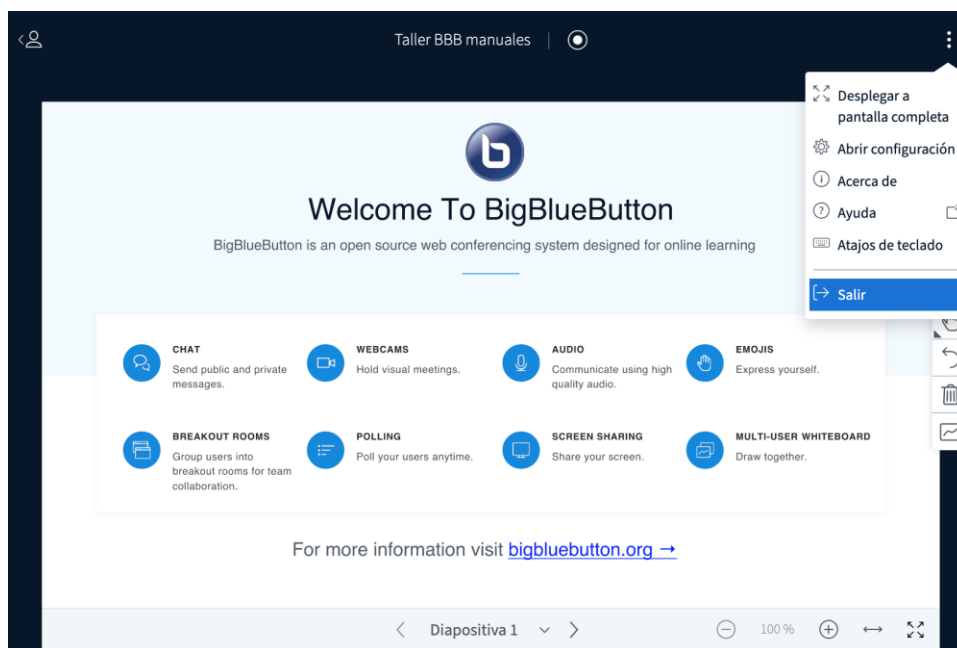 Taller BBB manuales
Desplegar a
pantalla completa
Abrir configuración
Acerca de
Ayuda
Atajos de teclado
Salir
Welcome To BigBlueButton
BigBlueButton is an open source web conferencing system designed for online learning
CHAT
Send public and private
messages.
WEBCAMS
Hold visual meetings.
AUDIO
Communicate using high
quality audio.
EMOJIS
Express yourself.
BREAKOUT ROOMS
Group users into
breakout rooms for team
collaboration.
POLLING
Poll your users anytime.
SCREEN SHARING
Share your screen.
MULTI-USER WHITEBOARD
Draw together.
For more information visit bigbluebutton.org →
Diapositiva 1
100 %